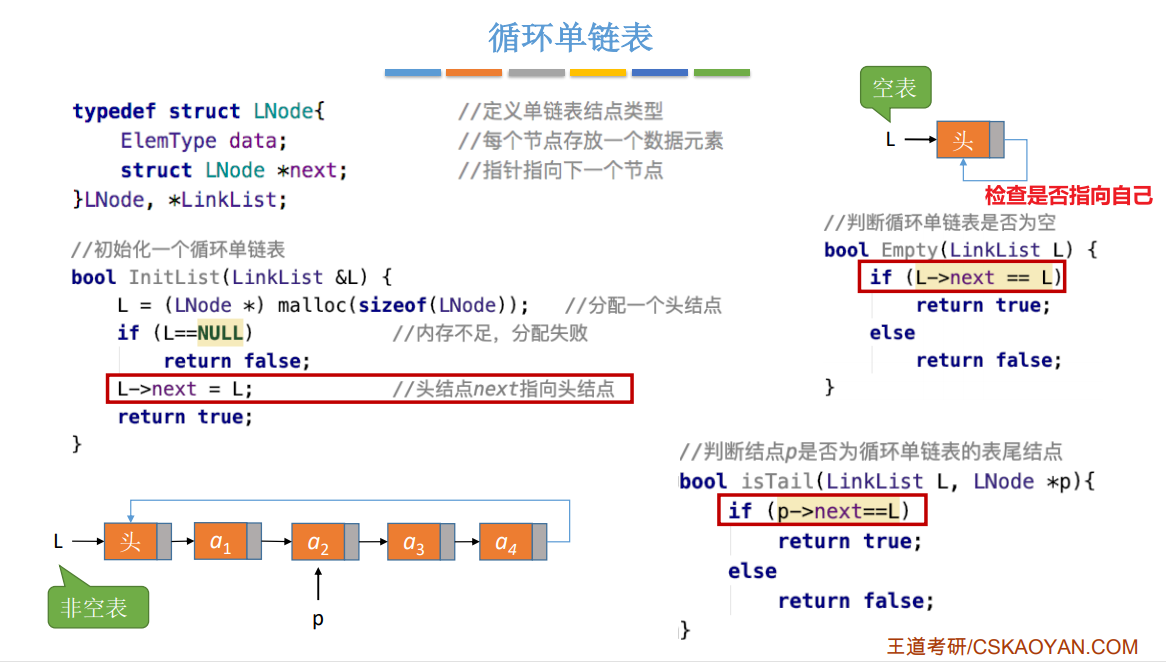 循环单链表
typedef struct LNode{ //定义单链表结点类型
ElemType data; //每个节点存放一个数据元素
struct LNode *next; //指针指向下一个节点
}LNode, *LinkList;
//初始化一个循环单链表
bool InitList(LinkList &L) {
L = (LNode *) malloc(sizeof(LNode)); //分配一个头结点
if (L==NULL) //内存不足，分配失败
return false;
L->next = L; //头结点next指向头结点
return true;
}
空表
L
头
检查是否指向自己
//判断循环单链表是否为空
bool Empty(LinkList L) {
if (L->next == L)
return true;
else
return false;
}
//判断结点p是否为循环单链表的表尾结点
bool isTail(LinkList L, LNode *p){
if (p->next==L)
return true;
else
return false;
}
L 头 a1 a2 a3 a4
非空表
p
王道考研/CSKAOYAN.COM